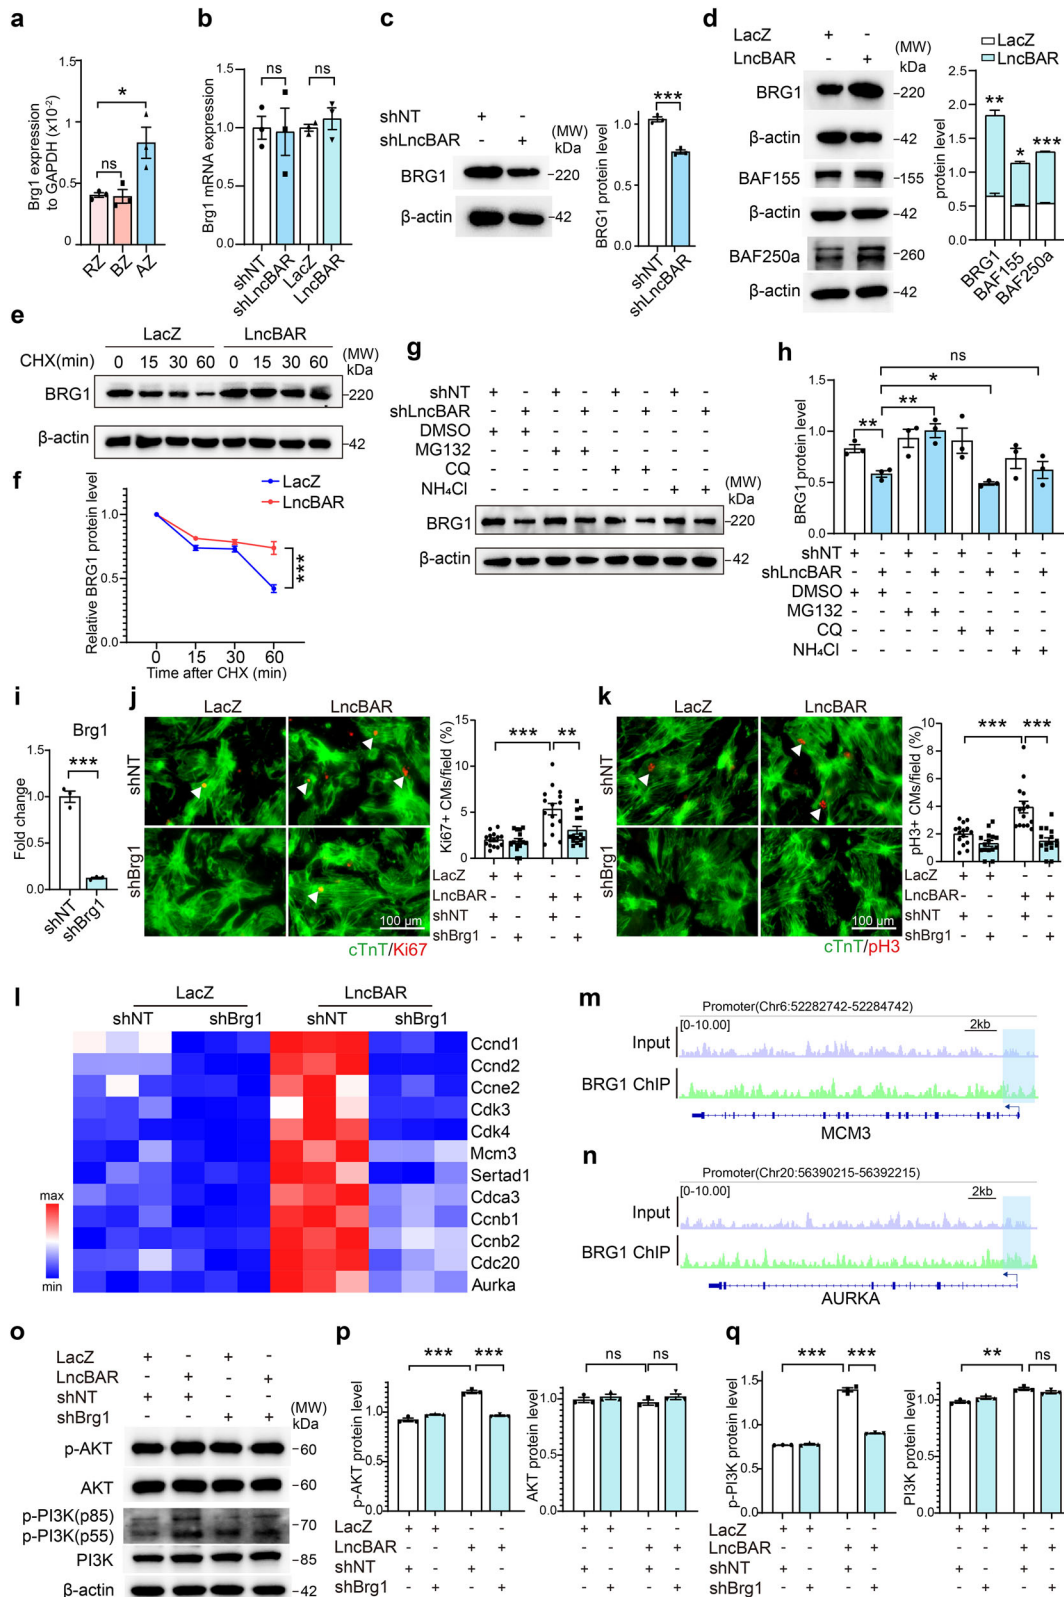 a
Brg1 expression
to GAPDH (x10⁻²)
1.0
0.5
0
ns
*
RZ
BZ
AZ
b
Brg1 mRNA expression
1.5
1.0
0.5
0.0
ns
ns
shNT
shLncBAR
LacZ
LncBAR
c
shNT + -
shLncBAR - +
(MW)
kDa
BRG1
-220
β-actin
-42
BRG1 protein level
1.0
0.5
0.0
***
shNT
shLncBAR
d
LacZ + -
LncBAR - +
(MW)
kDa
BRG1
-220
β-actin
-42
BAF155
-155
β-actin
-42
BAF250a
-260
β-actin
-42
LacZ
LncBAR
protein level
2.5
2.0
1.5
1.0
0.5
0.0
**
*
***
BRG1
BAF155
BAF250a
e
LacZ LncBAR
CHX(min) 0 15 30 60 0 15 30 60
(MW)
kDa
BRG1
-220
β-actin
-42
f
LacZ
LncBAR
Relative BRG1 protein level
1.0
0.5
0.0
***
0 15 30 60
Time after CHX (min)
g
shNT + - + - + - + -
shLncBAR - + - + - + - +
DMSO + + - - - - - -
MG132 - - + + - - - -
CQ - - - - + + - -
NH₄Cl - - - - - - + +
(MW)
kDa
BRG1
-220
β-actin
-42
h
BRG1 protein level
1.5
1.0
0.5
0.0
ns
*
**
**
shNT + - + - + - + -
shLncBAR - + - + - + - +
DMSO + + - - - - - -
MG132 - - + + - - - -
CQ - - - - + + - -
NH₄Cl - - - - - - + +
i
Brg1
Fold change
1.5
1.0
0.5
0.0
***
shNT
shBrg1
j
LacZ LncBAR
shNT
shBrg1
100 μm
cTnT/Ki67
Ki67+ CMs/field (%)
15
10
5
0
*** **
LacZ + + - -
LncBAR - - + +
shNT + - + -
shBrg1 - + - +
k
LacZ LncBAR
shNT
shBrg1
100 μm
cTnT/pH3
pH3+ CMs/field (%)
10
8
6
4
2
0
*** ***
LacZ + + - -
LncBAR - - + +
shNT + - + -
shBrg1 - + - +
l
LacZ LncBAR
shNT shBrg1 shNT shBrg1
Ccnd1
Ccnd2
Ccne2
Cdk3
Cdk4
Mcm3
Sertad1
Cdca3
Ccnb1
Ccnb2
Cdc20
Aurka
max
min
m
Promoter(Chr6:52282742-52284742)
[0-10.00]
2kb
Input
BRG1 ChIP
MCM3
n
Promoter(Chr20:56390215-56392215)
[0-10.00]
2kb
Input
BRG1 ChIP
AURKA
o
LacZ + - + -
LncBAR - + - +
shNT + + - -
shBrg1 - - + +
(MW)
kDa
p-AKT
-60
AKT
-60
p-PI3K(p85)
p-PI3K(p55)
-70
PI3K
-85
β-actin
-42
p
p-AKT protein level
1.0
0.5
0.0
*** ***
AKT protein level
1.0
0.5
0.0
ns ns
LacZ + + - - + + - -
LncBAR - - + + - - + +
shNT + - + - + - + -
shBrg1 - + - + - + - +
q
p-PI3K protein level
1.5
1.0
0.5
0.0
*** ***
PI3K protein level
1.0
0.5
0.0
** ns
LacZ + + - - + + - -
LncBAR - - + + - - + +
shNT + - + - + - + -
shBrg1 - + - + - + - +